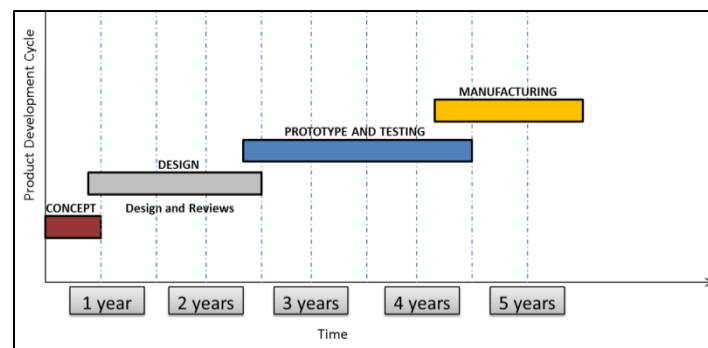 Product Development Cycle
MANUFACTURING
PROTOTYPE AND TESTING
DESIGN
CONCEPT
Design and Reviews
1 year
2 years
3 years
4 years
5 years
Time